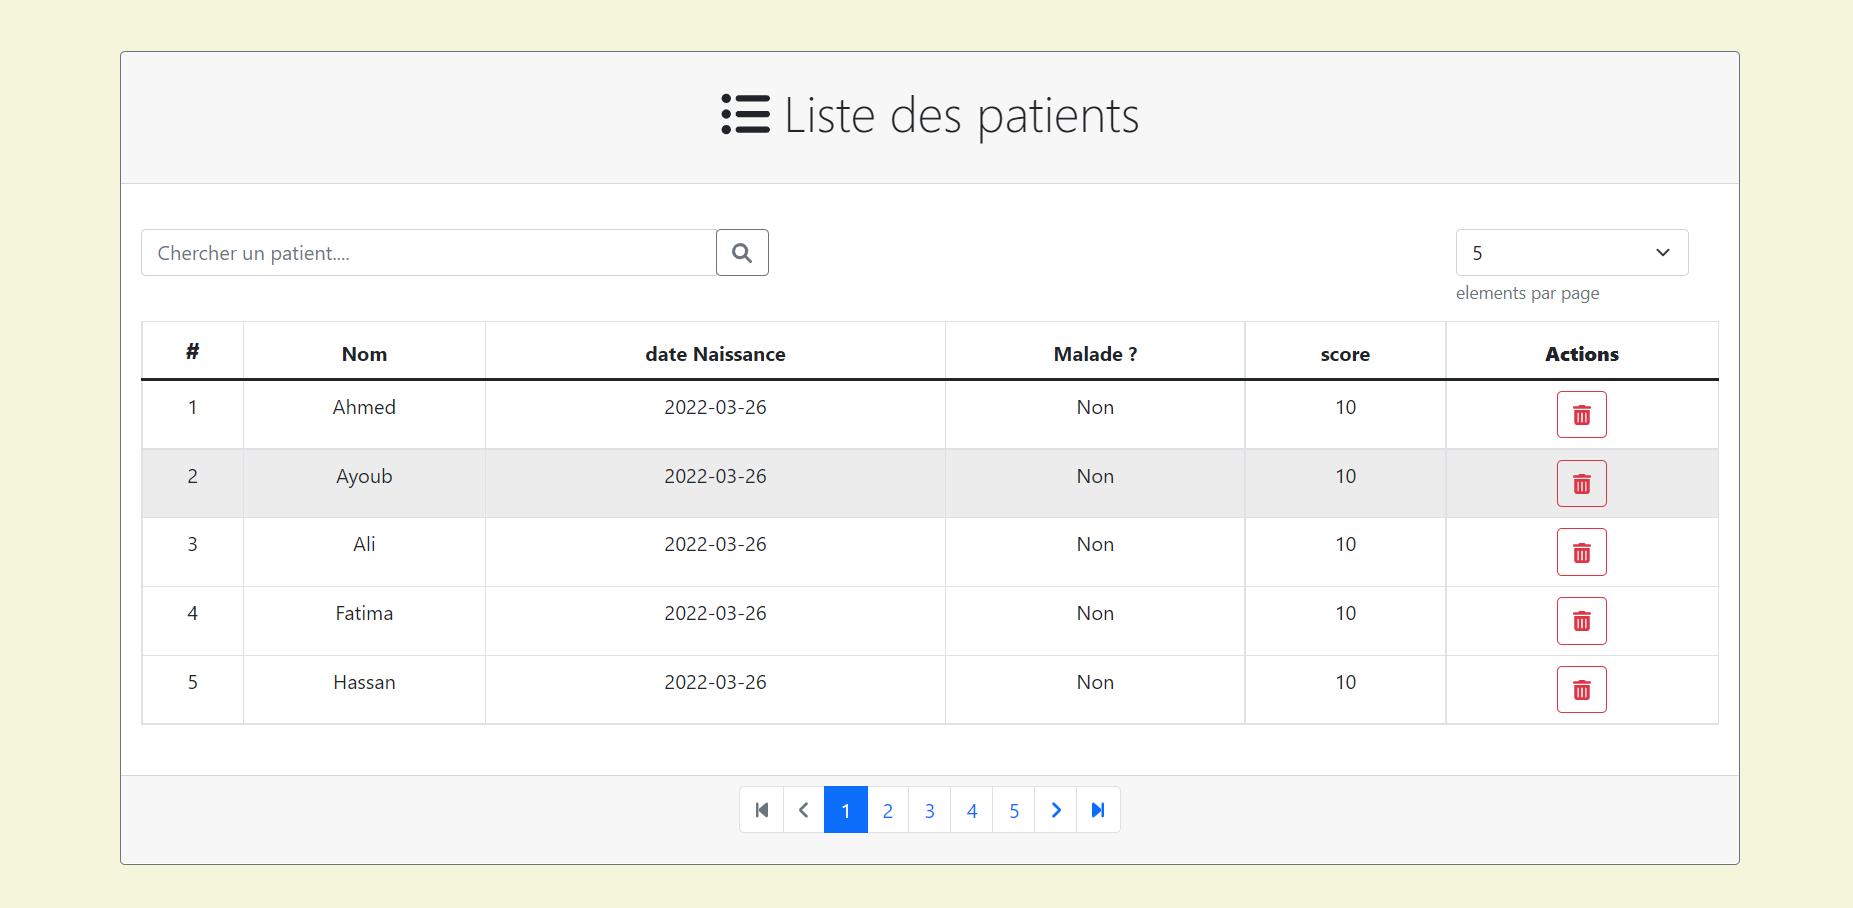 Liste des patients
Chercher un patient....
5
elements par page
# Nom date Naissance Malade ? score Actions
1 Ahmed 2022-03-26 Non 10
2 Ayoub 2022-03-26 Non 10
3 Ali 2022-03-26 Non 10
4 Fatima 2022-03-26 Non 10
5 Hassan 2022-03-26 Non 10
1 2 3 4 5